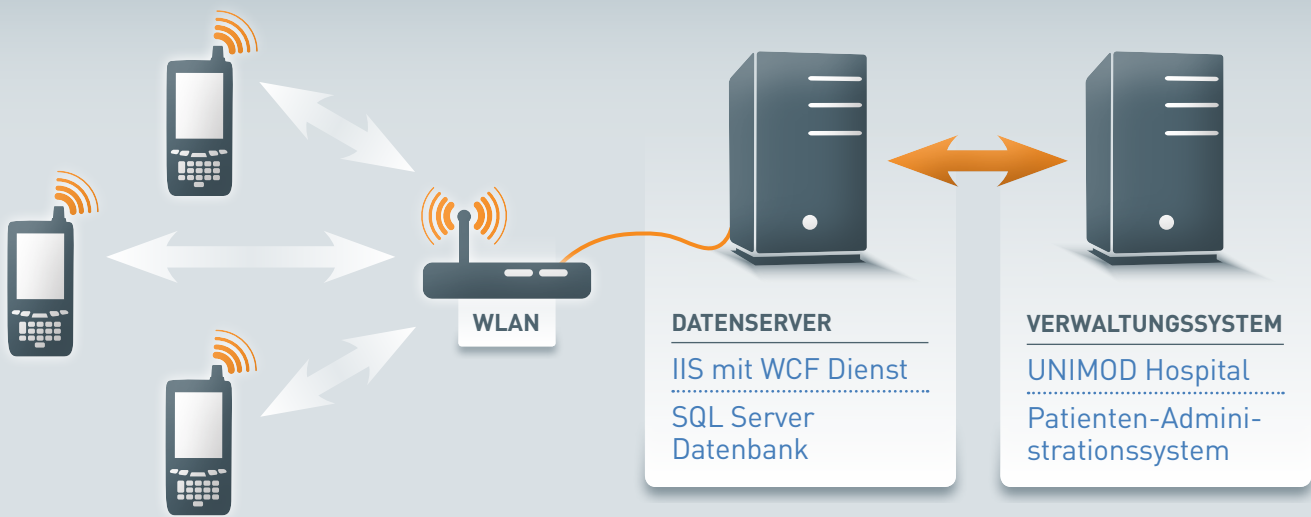 WLAN
DATENSERVER
IIS mit WCF Dienst
SQL Server
Datenbank
VERWALTUNGSSYSTEM
UNIMOD Hospital
Patienten-Admini-
strationssystem